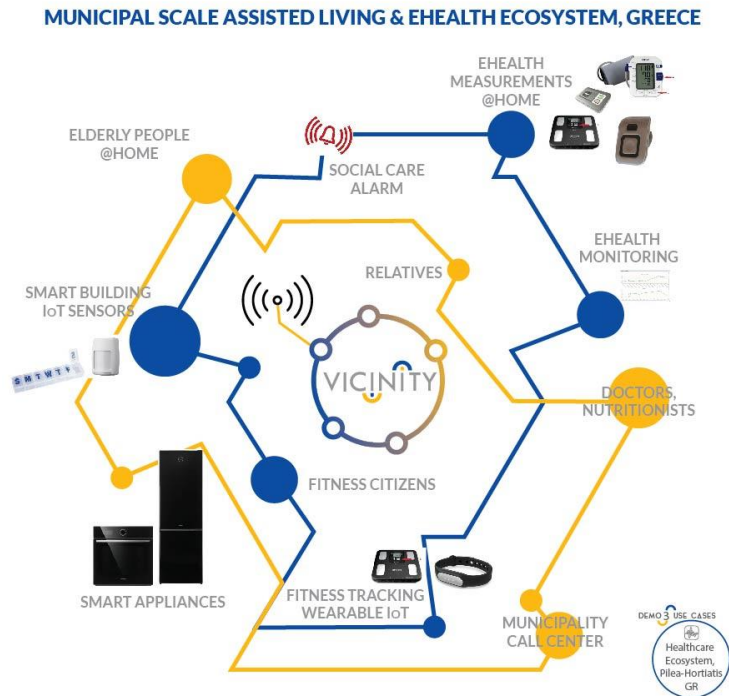 MUNICIPAL SCALE ASSISTED LIVING & EHEALTH ECOSYSTEM, GREECE
EHEALTH
MEASUREMENTS
@HOME
ELDERLY PEOPLE
@HOME
SOCIAL CARE
ALARM
EHEALTH
MONITORING
RELATIVES
SMART BUILDING
IoT SENSORS
S M T W T F
VICINITY
DOCTORS,
NUTRITIONISTS
FITNESS CITIZENS
SMART APPLIANCES
FITNESS TRACKING
WEARABLE IoT
MUNICIPALITY
CALL CENTER
DEMO 3 USE CASES
Healthcare
Ecosystem,
Pilea-Hortiatis
GR